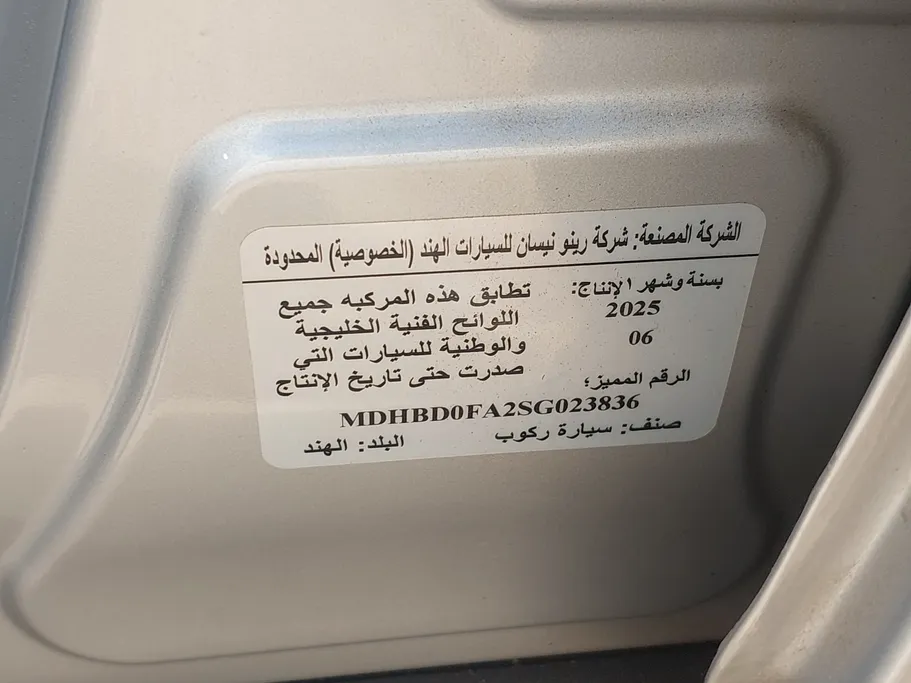 الشركة المصنعة: شركة رينو نيسان للسيارات الهند (الخصوصية) المحدودة
بسنة وشهر الإنتاج:
2025
06
تطابق هذه المركبه جميع
اللوائح الفنية الخليجية
والوطنية للسيارات التي
صدرت حتى تاريخ الإنتاج
الرقم المميز؛
MDHBD0FA2SG023836
صنف: سيارة ركوب
البلد: الهند